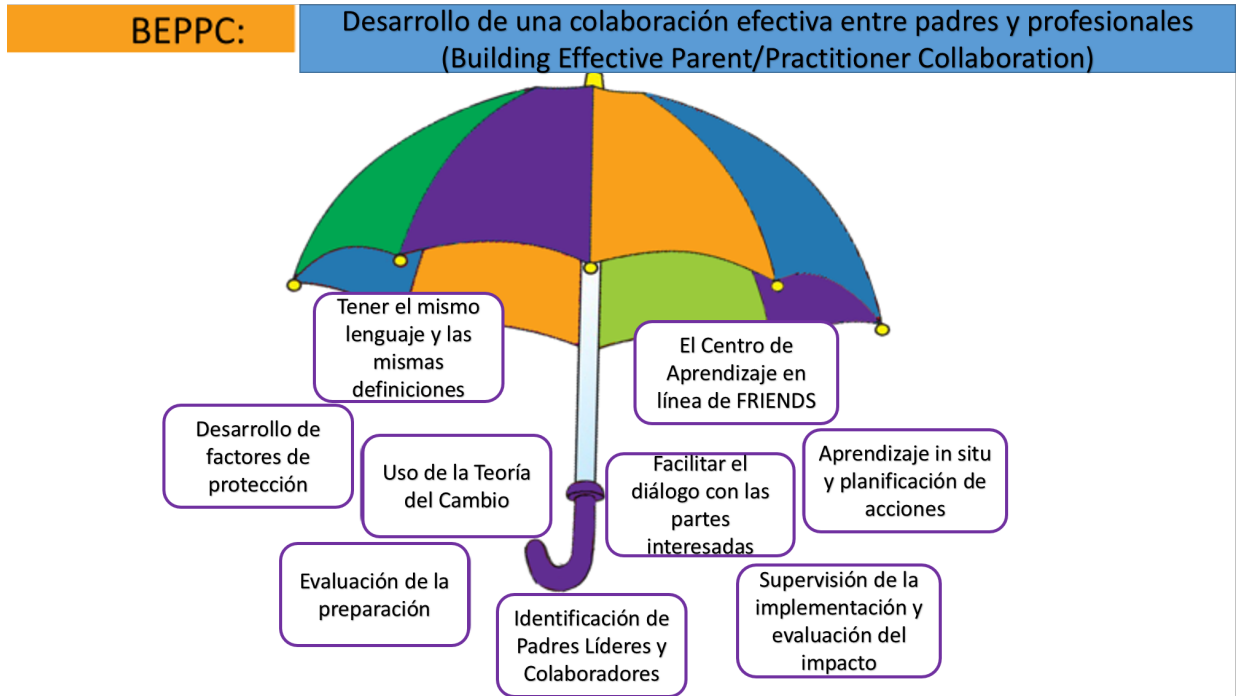 BEPPC:
Desarrollo de una colaboración efectiva entre padres y profesionales
(Building Effective Parent/Practitioner Collaboration)
Tener el mismo
lenguaje y las
mismas
definiciones
El Centro de
Aprendizaje en
línea de FRIENDS
Desarrollo de
factores de
protección
Uso de la Teoría
del Cambio
Facilitar el
diálogo con las
partes
interesadas
Aprendizaje in situ
y planificación de
acciones
Evaluación de la
preparación
Identificación de
Padres Líderes y
Colaboradores
Supervisión de la
implementación y
evaluación del
impacto